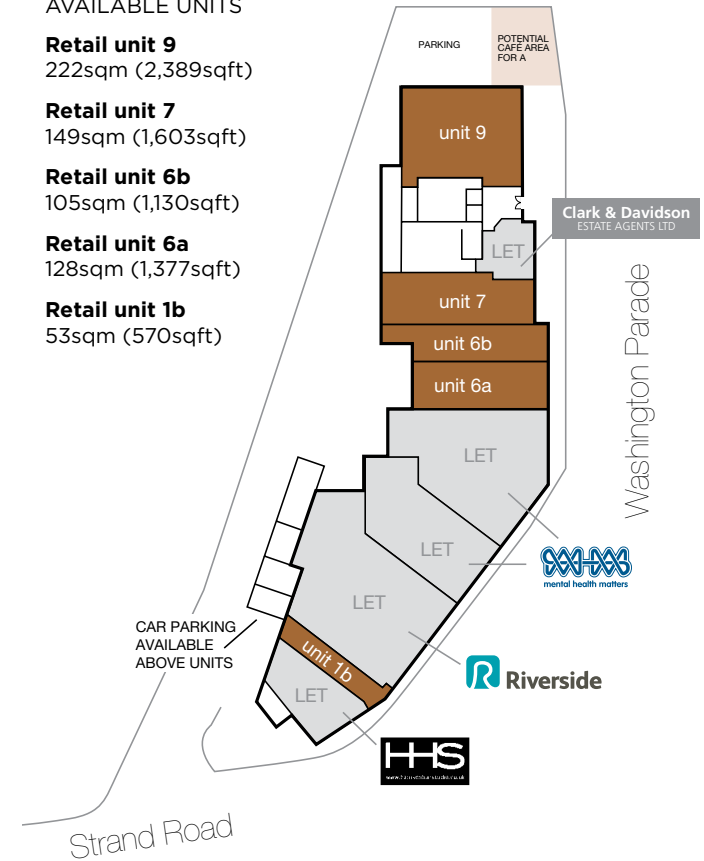 AVAILABLE UNITS
Retail unit 9
222sqm (2,389sqft)
Retail unit 7
149sqm (1,603sqft)
Retail unit 6b
105sqm (1,130sqft)
Retail unit 6a
128sqm (1,377sqft)
Retail unit 1b
53sqm (570sqft)
PARKING
POTENTIAL
CAFÉ AREA
FOR A
unit 9
Clark & Davidson
ESTATE AGENTS LTD
LET
unit 7
unit 6b
unit 6a
Washington Parade
LET
LET
mental health matters
LET
CAR PARKING
AVAILABLE
ABOVE UNITS
unit 1b
Riverside
LET
HHS
Strand Road